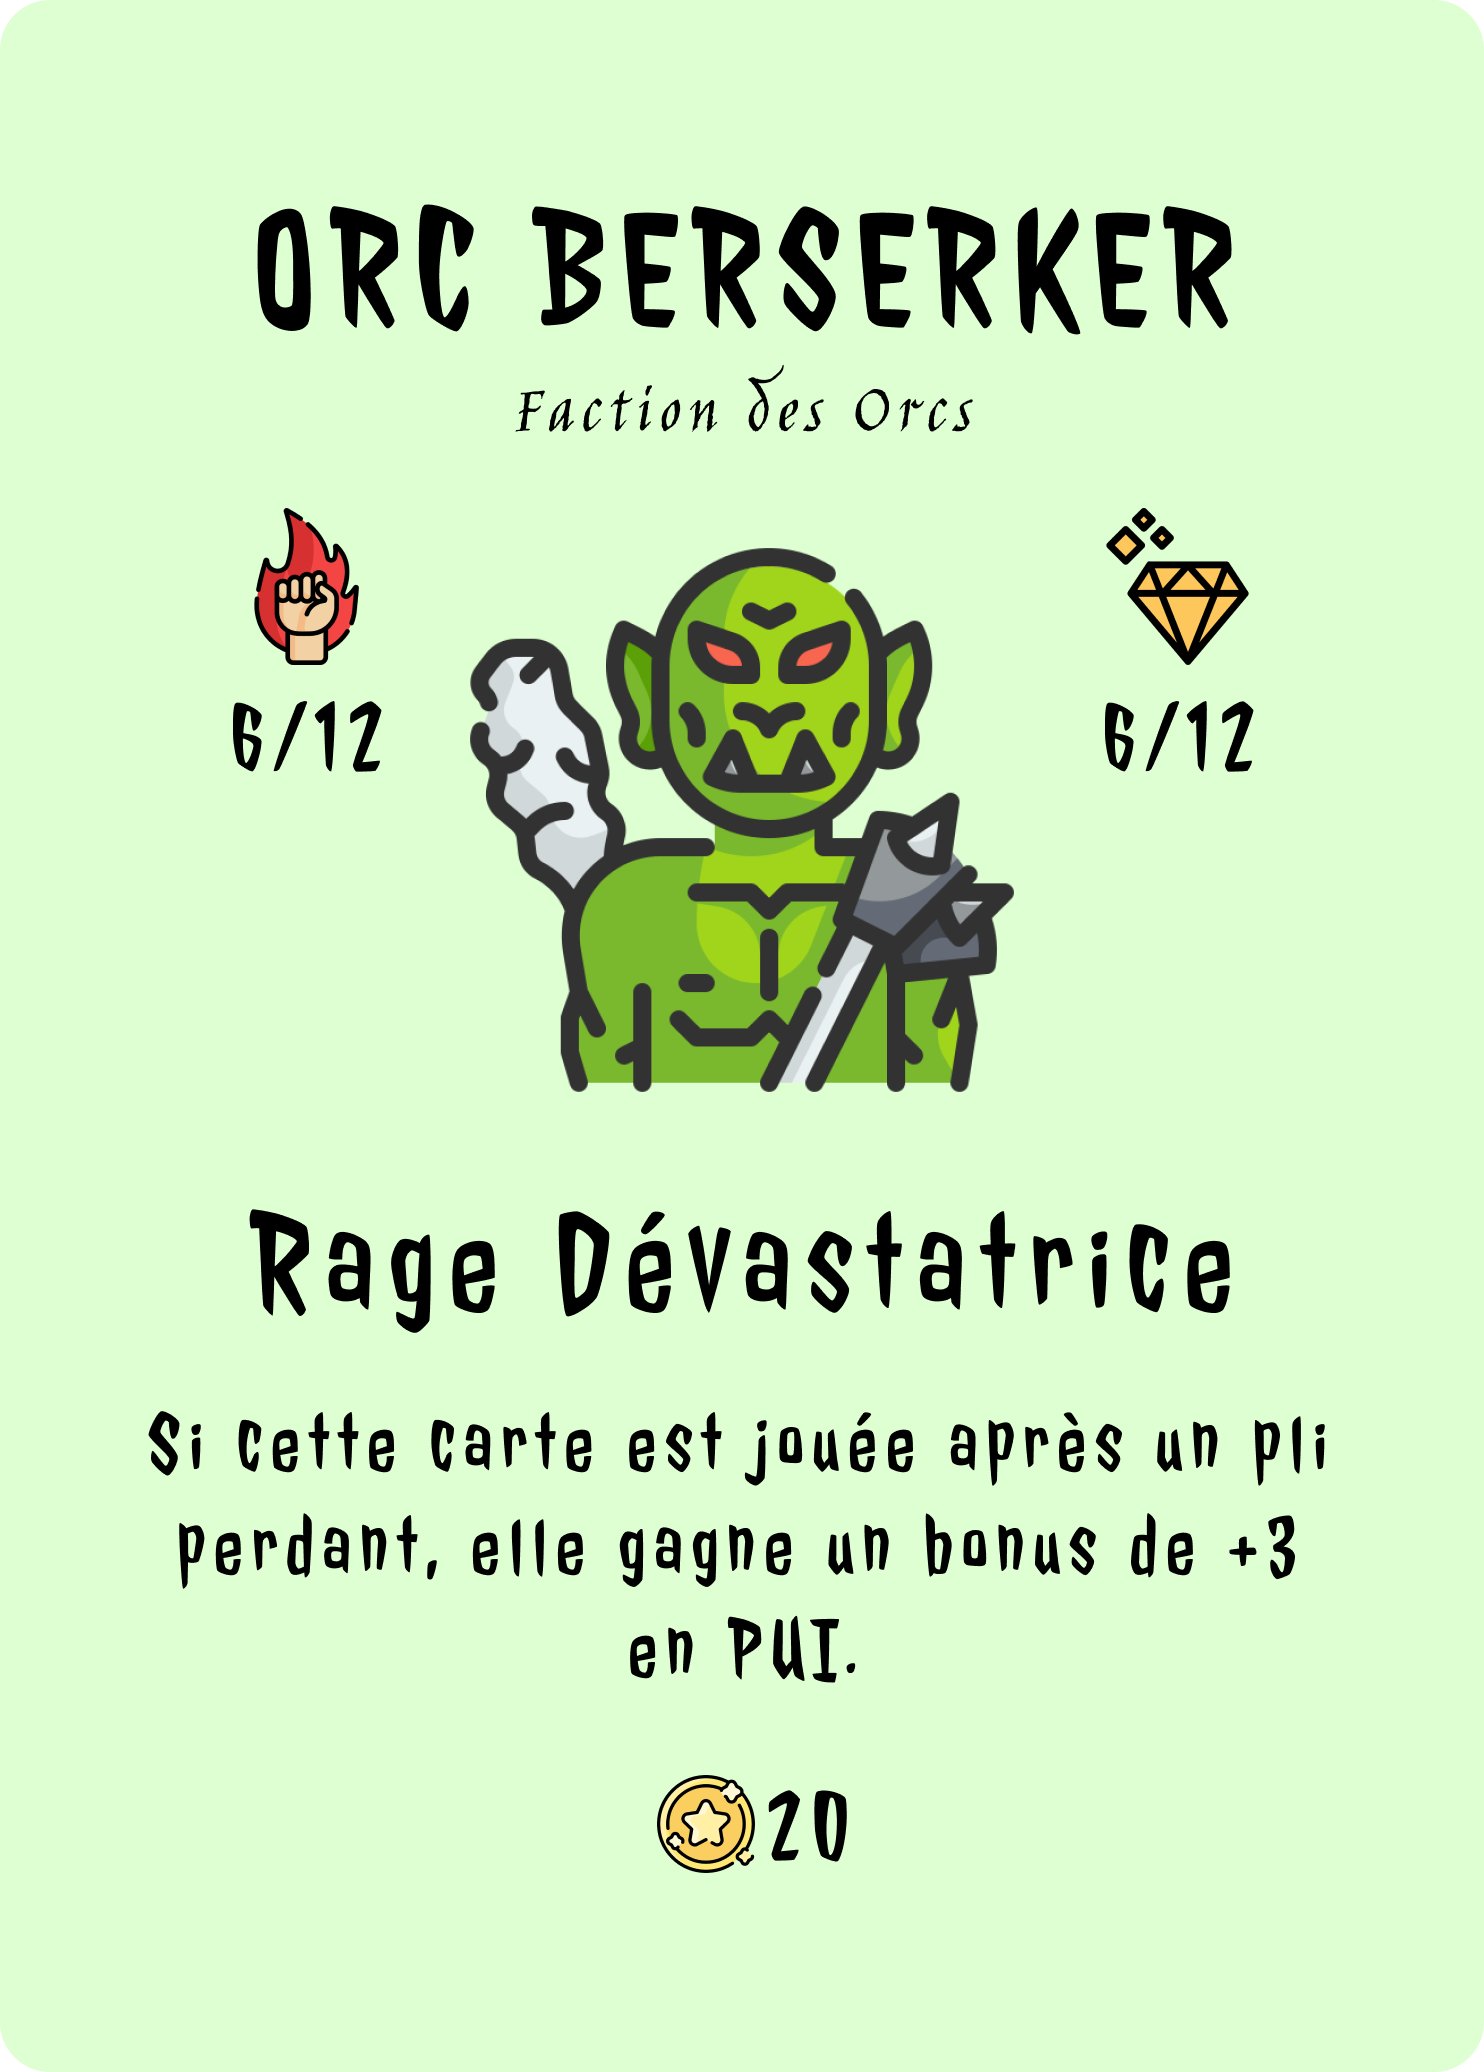 ORC BERSERKER
Faction des Orcs
6/12
6/12
Rage Dévastatrice
Si cette carte est jouée après un pli
perdant, elle gagne un bonus de +3
en PUI.
20